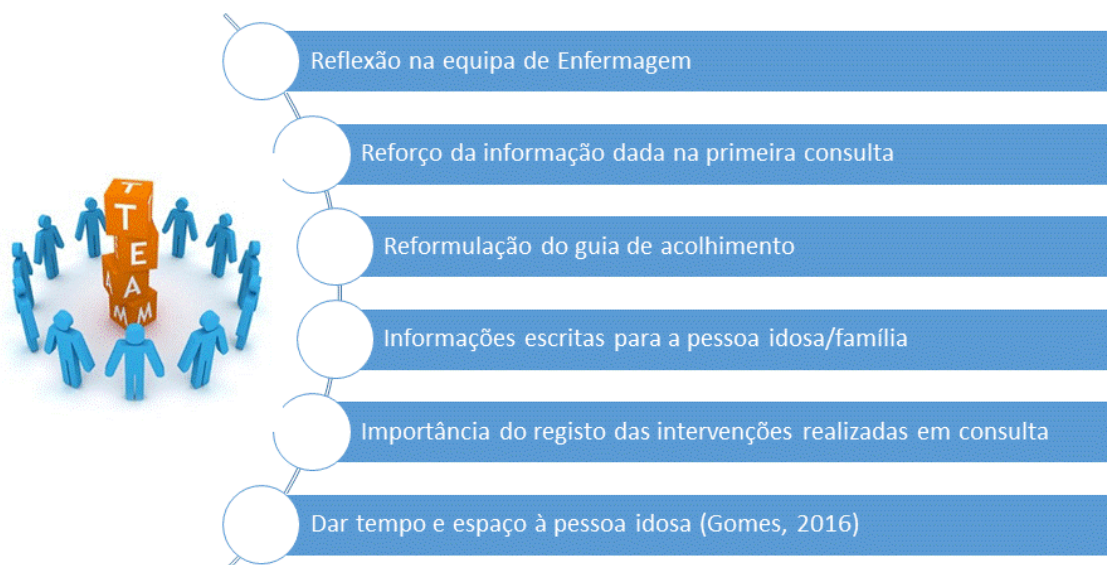 Reflexão na equipa de Enfermagem
Reforço da informação dada na primeira consulta
Reformulação do guia de acolhimento
Informações escritas para a pessoa idosa/família
Importância do registo das intervenções realizadas em consulta
Dar tempo e espaço à pessoa idosa (Gomes, 2016)
T
T
E
A A
M M